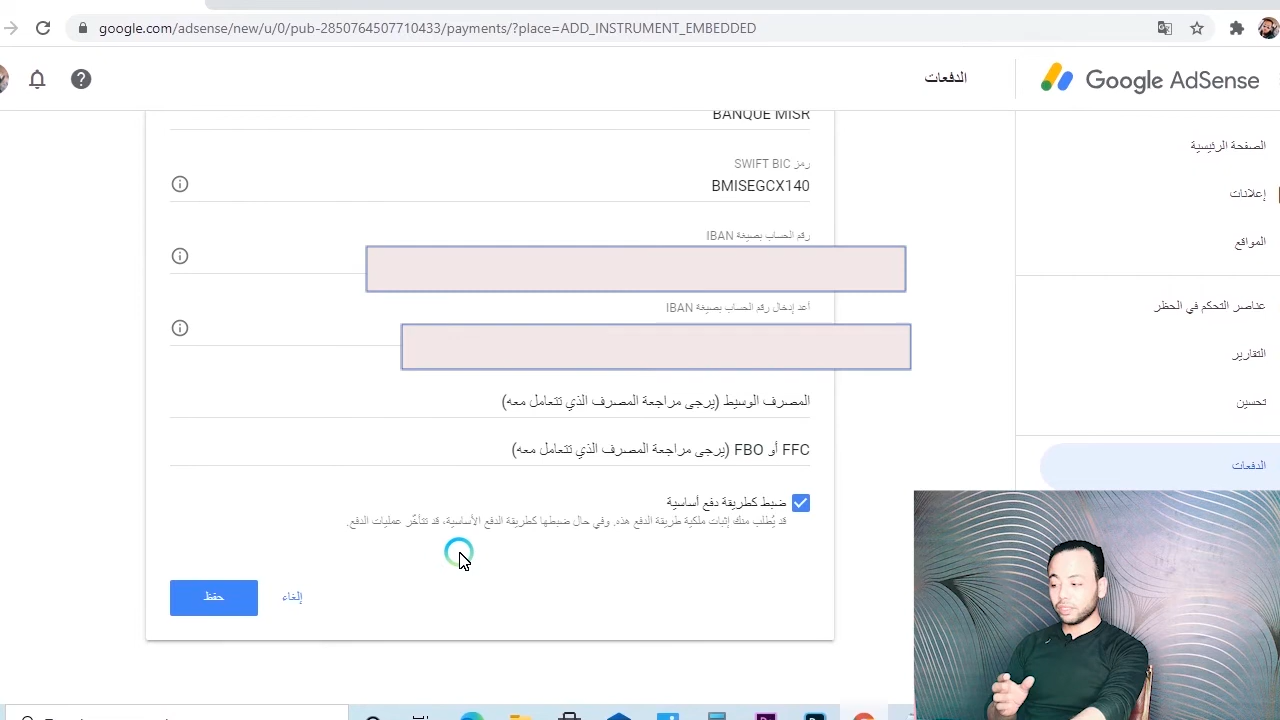 google.com/adsense/new/u/0/pub-2850764507710433/payments/?place=ADD_INSTRUMENT_EMBEDDED
Google AdSense
الدفعات
الصفحة الرئيسية
إعلانات
المواقع
عناصر التحكم في الحظر
التقارير
تحسين
الدفعات
BANQUE MISR
رمز SWIFT BIC
BMISEGCX140
رقم الحساب بصيغة IBAN
أعد إدخال رقم الحساب بصيغة IBAN
المصرف الوسيط (يرجى مراجعة المصرف الذي تتعامل معه)
FFC أو FBO (يرجى مراجعة المصرف الذي تتعامل معه)
ضبط كطريقة دفع أساسية
قد يُطلب منك إثبات ملكية طريقة الدفع هذه. وفي حال ضبطها كطريقة الدفع الأساسية، قد تتأخّر عمليات الدفع.
حفظ
إلغاء